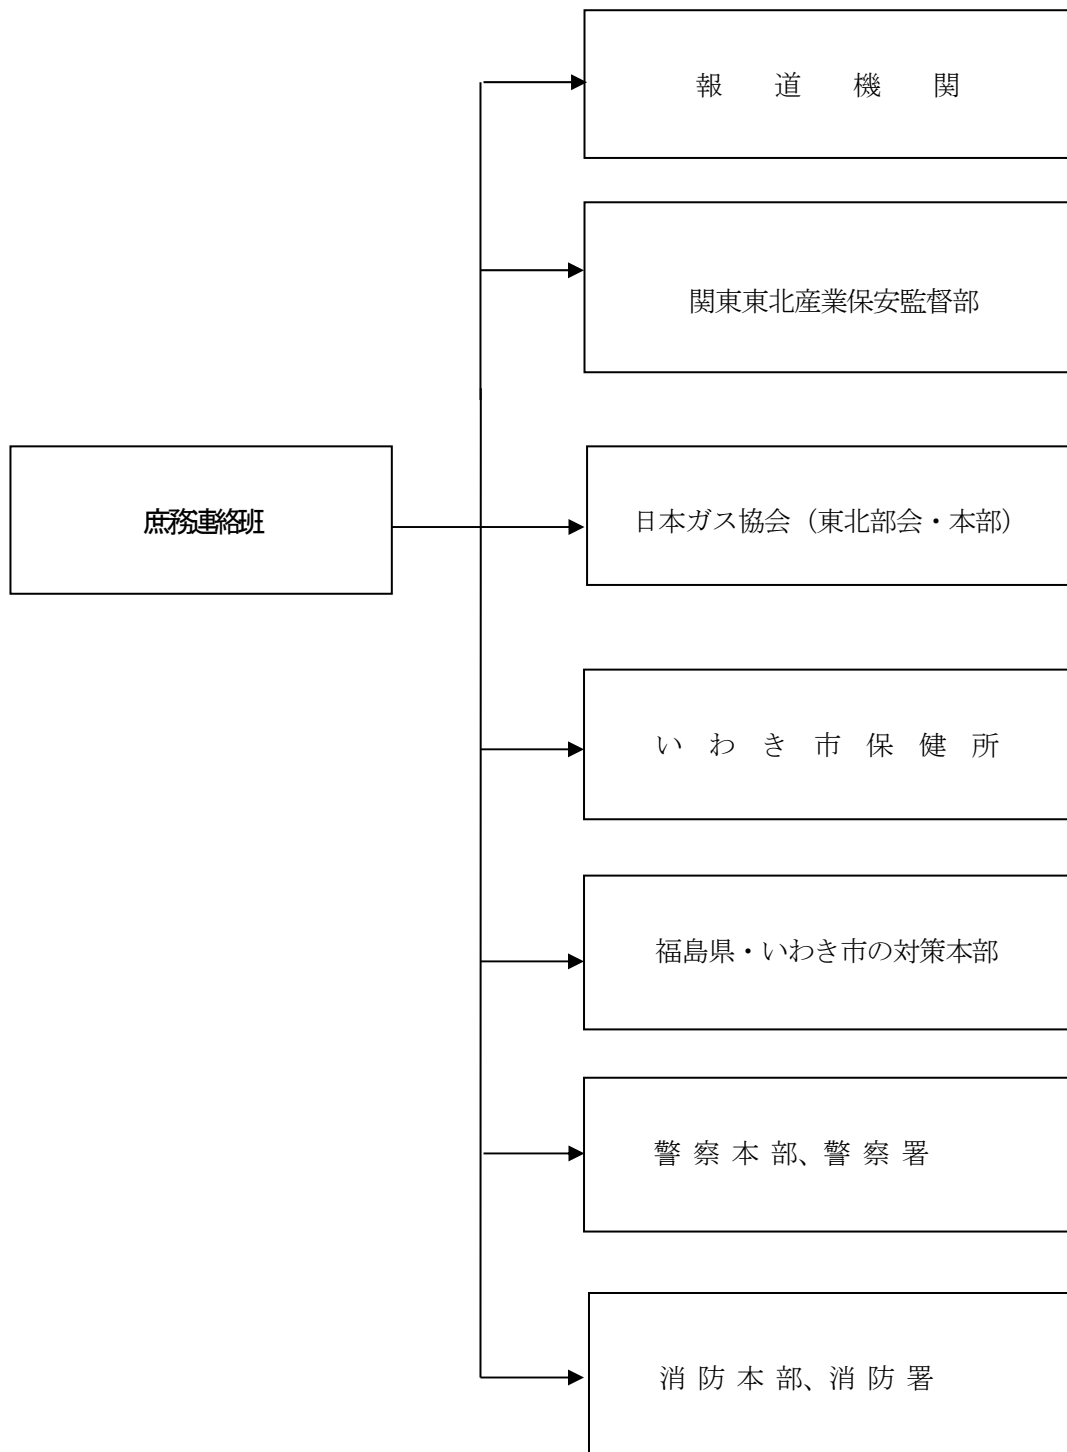 報道機関
関東東北産業保安監督部
庶務連絡班
日本ガス協会（東北部会・本部）
いわき市保健所
福島県・いわき市の対策本部
警察本部、警察署
消防本部、消防署